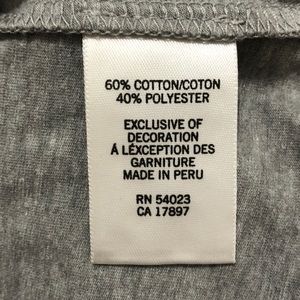 60% COTTON/COTON
40% POLYESTER
EXCLUSIVE OF
DECORATION
Á LÉXCEPTION DES
GARNITURE
MADE IN PERU
RN 54023
CA 17897